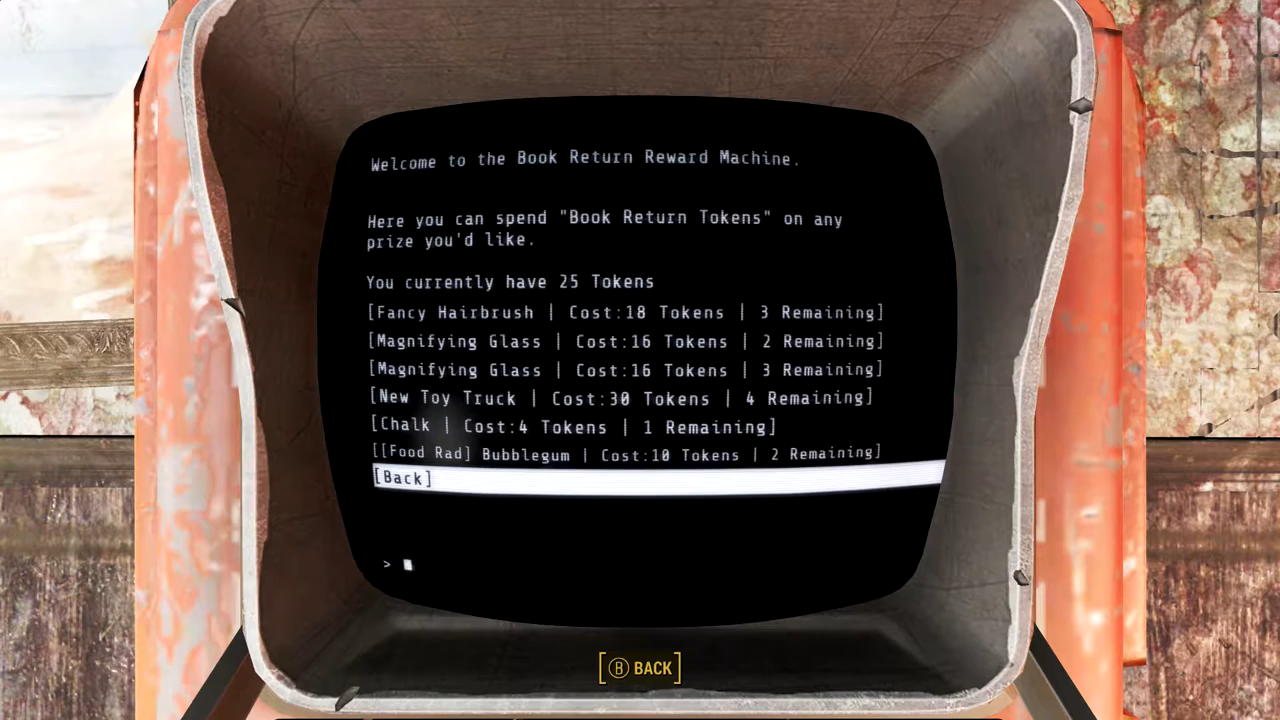 Welcome to the Book Return Reward Machine.
Here you can spend "Book Return Tokens" on any
prize you'd like.
You currently have 25 Tokens
[Fancy Hairbrush | Cost:18 Tokens | 3 Remaining]
[Magnifying Glass | Cost:16 Tokens | 2 Remaining]
[Magnifying Glass | Cost:16 Tokens | 3 Remaining]
[New Toy Truck | Cost:30 Tokens | 4 Remaining]
[Chalk | Cost:4 Tokens | 1 Remaining]
[[Food Rad] Bubblegum | Cost:10 Tokens | 2 Remaining]
[Back]
>
[Ⓑ BACK]